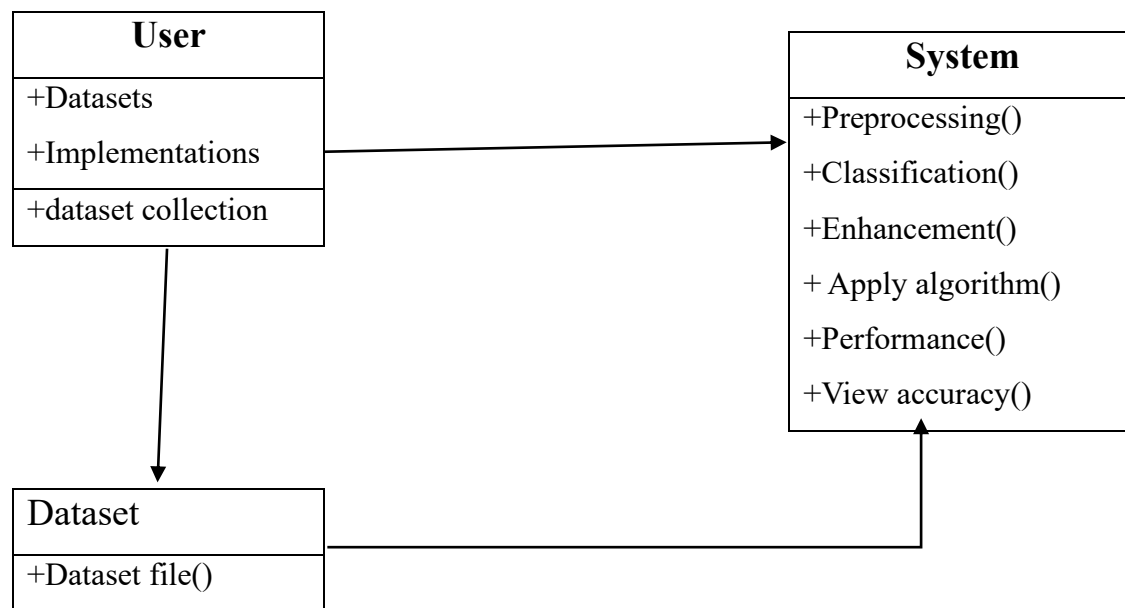 User
+Datasets
+Implementations
+dataset collection
System
+Preprocessing()
+Classification()
+Enhancement()
+ Apply algorithm()
+Performance()
+View accuracy()
Dataset
+Dataset file()